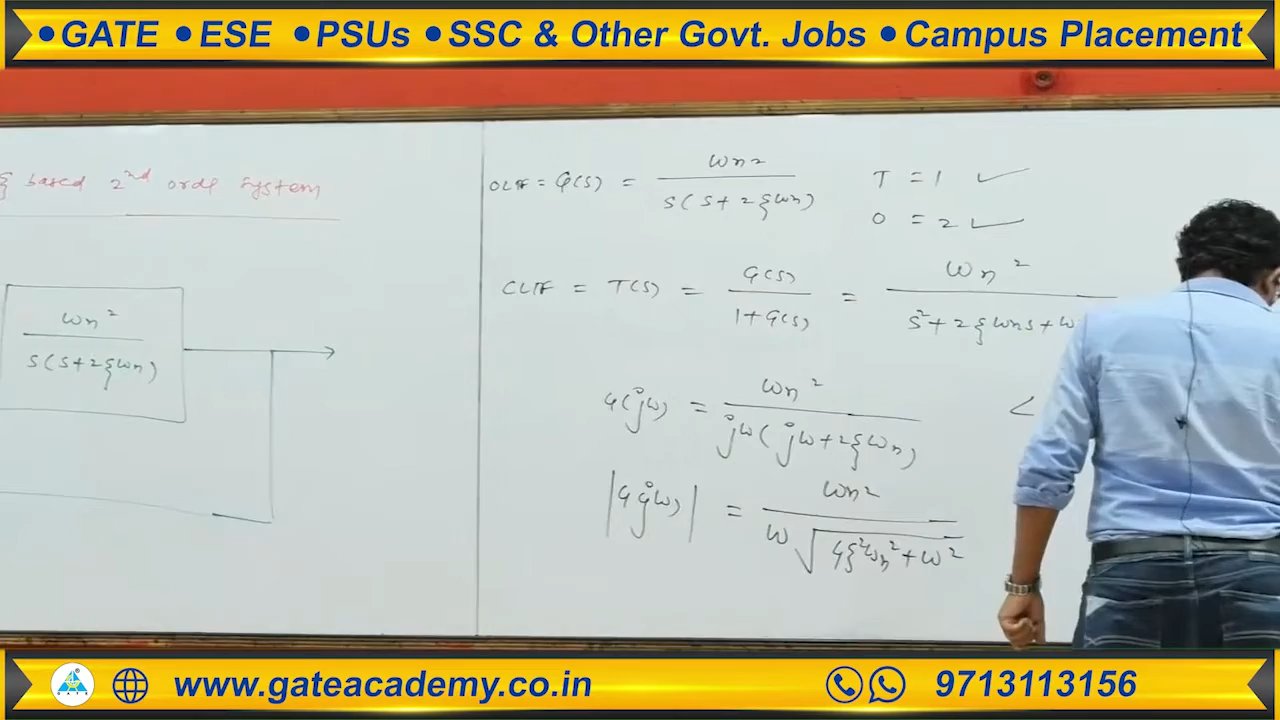 •GATE •ESE •PSUs •SSC & Other Govt. Jobs •Campus Placement
ξ based 2nd order system
ωn²
s(s+2ξωn)
OLTF = G(s) = ωn² / s(s+2ξωn)
T = 1 ✓
O = 2 ✓
CLTF = T(s) = G(s) / 1+G(s) = ωn² / s²+2ξωns+ω
G(jω) = ωn² / jω(jω+2ξωn)
<
|G(jω)| = ωn² / ω√4ξ²ωn²+ω²
GATE
www.gateacademy.co.in
9713113156